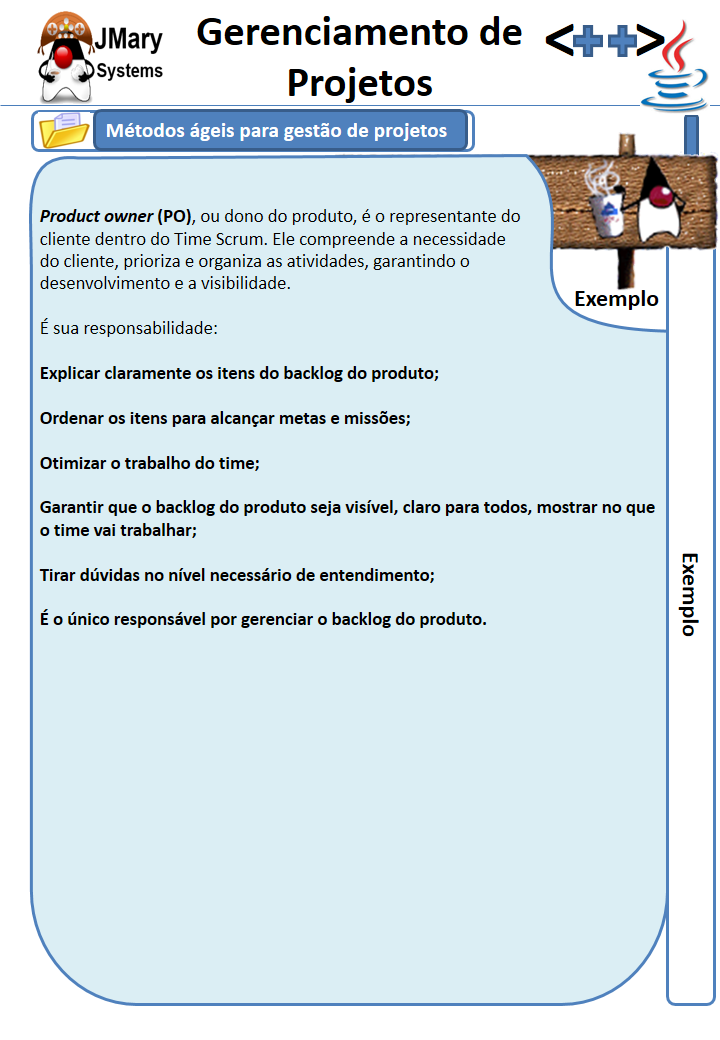 JMary
Systems
Gerenciamento de
Projetos
<++>
Métodos ágeis para gestão de projetos
Product owner (PO), ou dono do produto, é o representante do
cliente dentro do Time Scrum. Ele compreende a necessidade
do cliente, prioriza e organiza as atividades, garantindo o
desenvolvimento e a visibilidade.
É sua responsabilidade:
Explicar claramente os itens do backlog do produto;
Ordenar os itens para alcançar metas e missões;
Otimizar o trabalho do time;
Garantir que o backlog do produto seja visível, claro para todos, mostrar no que
o time vai trabalhar;
Tirar dúvidas no nível necessário de entendimento;
É o único responsável por gerenciar o backlog do produto.
Exemplo
Exemplo